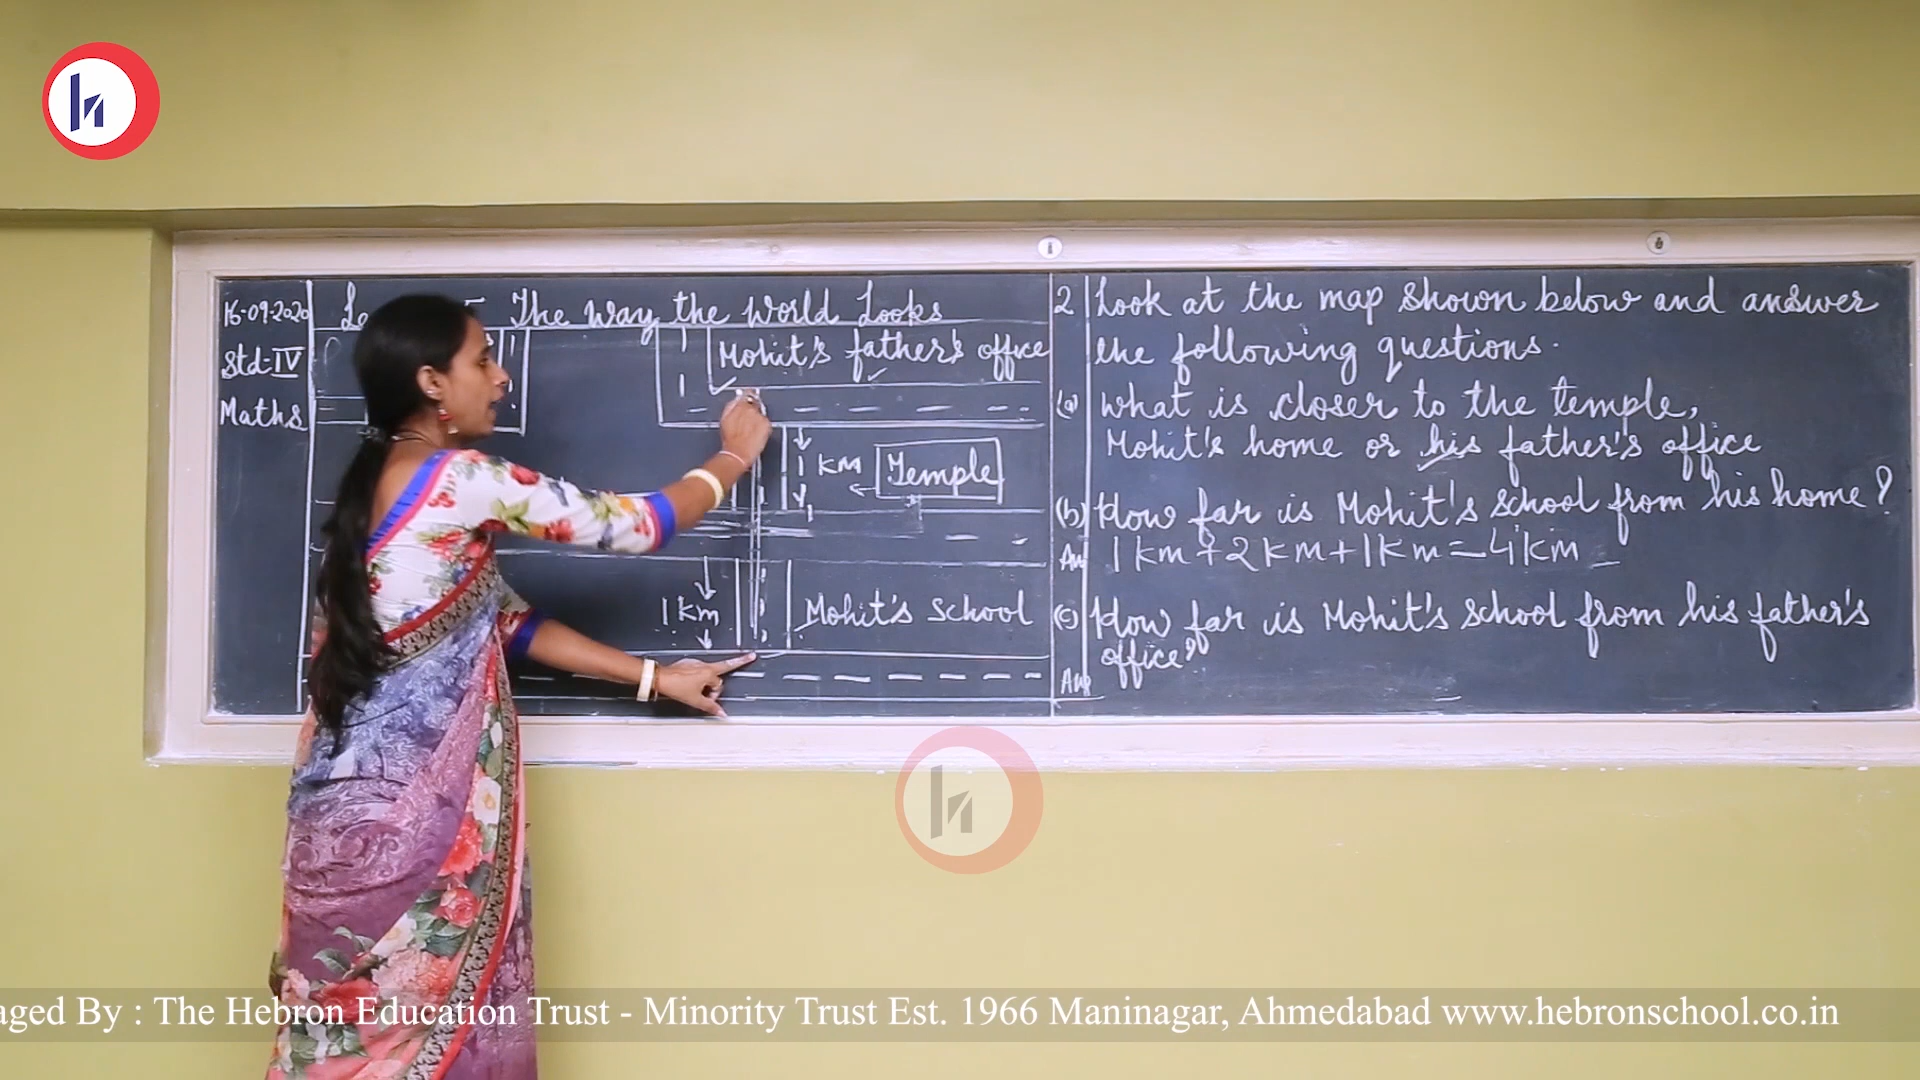 16-09-2020
Std-IV
Maths
The Way the World Looks
Mohit's father's office
1 km
Temple
1 km
Mohit's School
2 Look at the map shown below and answer
the following questions.
(a) What is closer to the temple,
Mohit's home or his father's office
(b) How far is Mohit's school from his home?
Ans 1 km + 2 km + 1 km = 4 km
(c) How far is Mohit's school from his father's
office?
Ans
aged By : The Hebron Education Trust - Minority Trust Est. 1966 Maninagar, Ahmedabad www.hebronschool.co.in